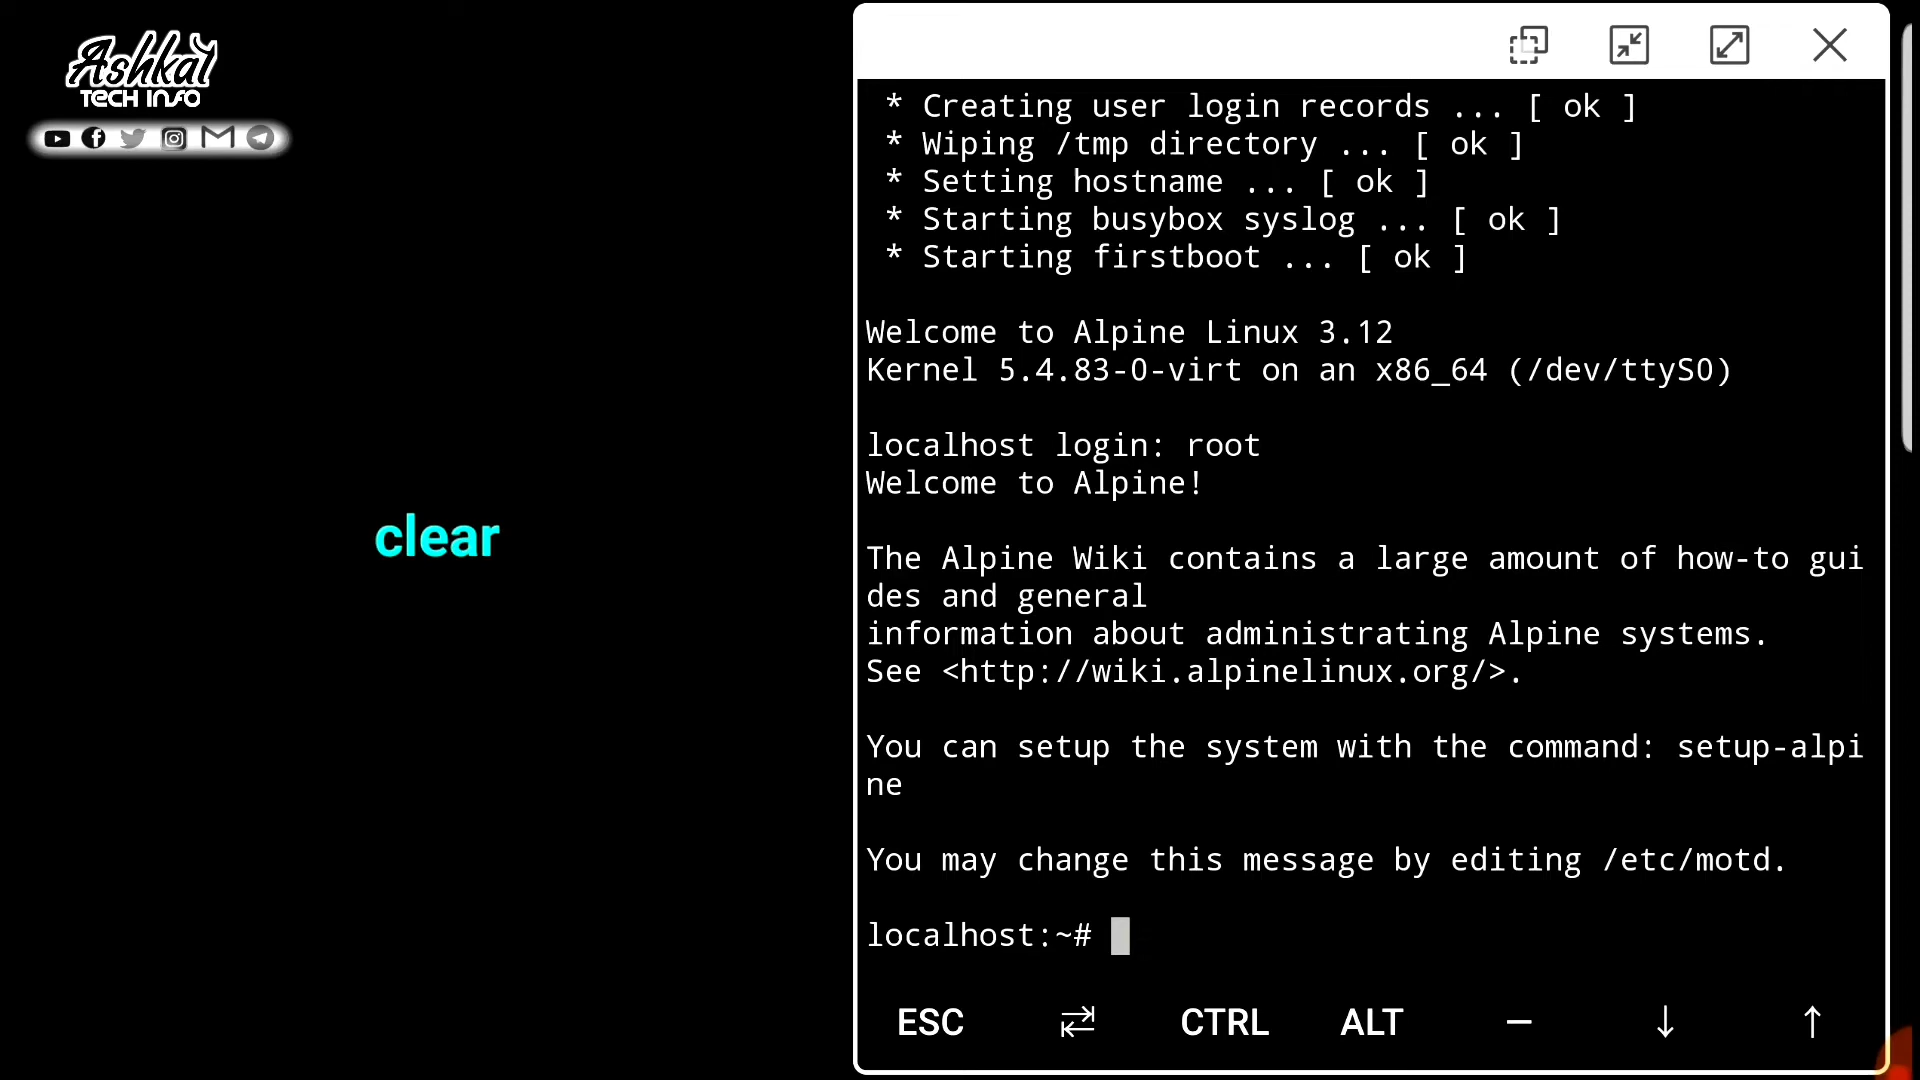 Ashkal
TECH INFO
clear
* Creating user login records ... [ ok ]
* Wiping /tmp directory ... [ ok ]
* Setting hostname ... [ ok ]
* Starting busybox syslog ... [ ok ]
* Starting firstboot ... [ ok ]
Welcome to Alpine Linux 3.12
Kernel 5.4.83-0-virt on an x86_64 (/dev/ttyS0)
localhost login: root
Welcome to Alpine!
The Alpine Wiki contains a large amount of how-to gui
des and general
information about administrating Alpine systems.
See <http://wiki.alpinelinux.org/>.
You can setup the system with the command: setup-alpi
ne
You may change this message by editing /etc/motd.
localhost:~#
ESC ⇄ CTRL ALT — ↓ ↑